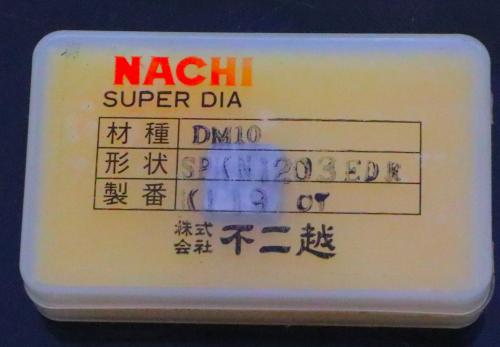 NACHI
SUPER DIA
材種 DM10
形状 SPKN1203EDR
製番
株式会社 不二越